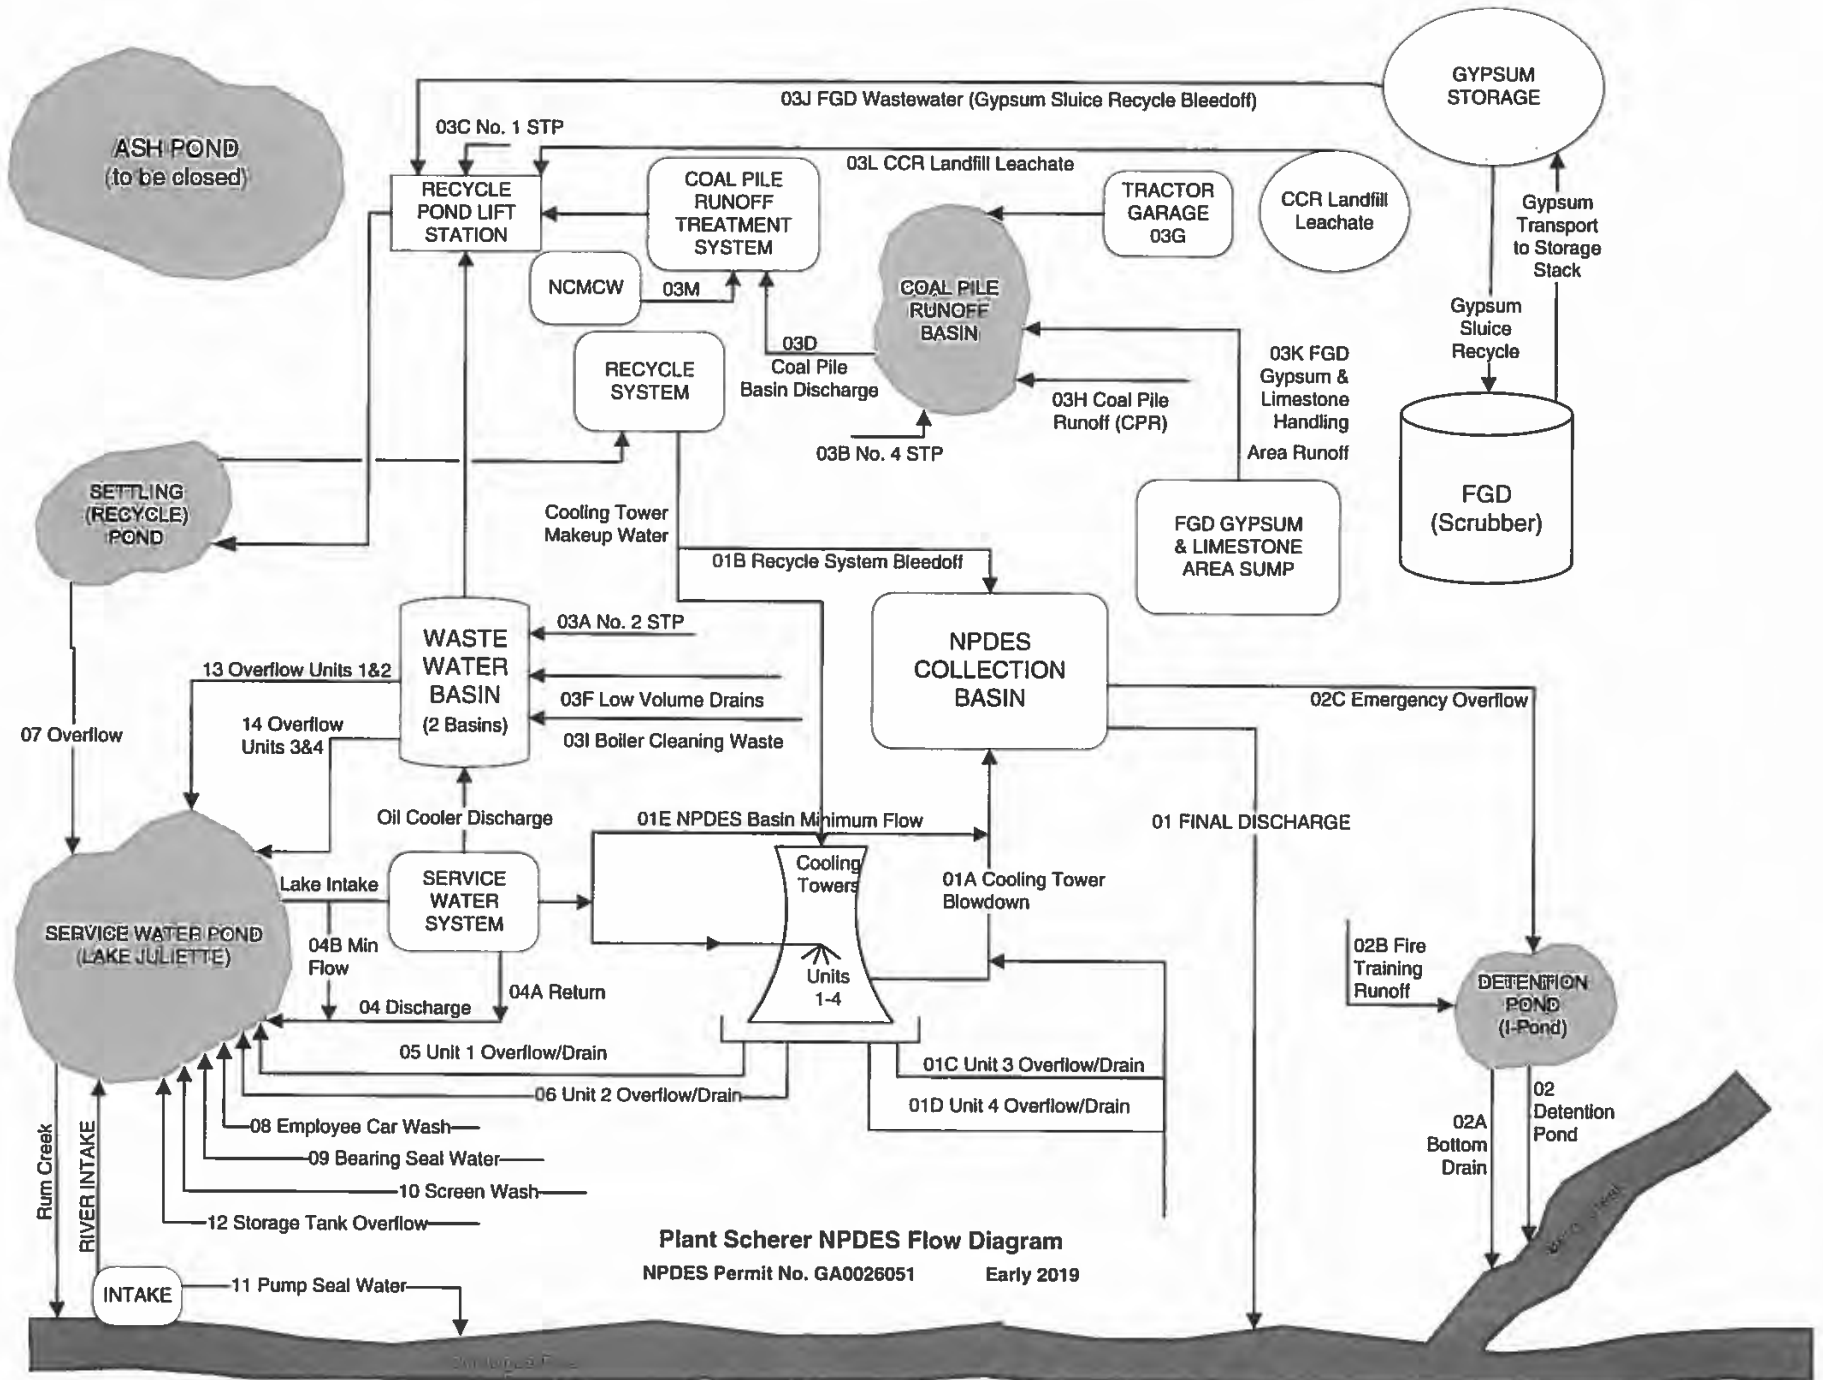 GYPSUM
STORAGE
03J FGD Wastewater (Gypsum Sluice Recycle Bleedoff)
ASH POND
(to be closed)
03C No. 1 STP
03L CCR Landfill Leachate
RECYCLE
POND LIFT
STATION
COAL PILE
RUNOFF
TREATMENT
SYSTEM
TRACTOR
GARAGE
03G
CCR Landfill
Leachate
Gypsum
Transport
to Storage
Stack
NCMCW
03M
COAL PILE
RUNOFF
BASIN
Gypsum
Sluice
Recycle
03D
Coal Pile
Basin Discharge
RECYCLE
SYSTEM
03K FGD
Gypsum &
Limestone
Handling
Area Runoff
03H Coal Pile
Runoff (CPR)
03B No. 4 STP
SETTLING
(RECYCLE)
POND
FGD
(Scrubber)
Cooling Tower
Makeup Water
FGD GYPSUM
& LIMESTONE
AREA SUMP
01B Recycle System Bleedoff
03A No. 2 STP
WASTE
WATER
BASIN
(2 Basins)
NPDES
COLLECTION
BASIN
13 Overflow Units 1&2
03F Low Volume Drains
02C Emergency Overflow
14 Overflow
Units 3&4
07 Overflow
03I Boiler Cleaning Waste
Oil Cooler Discharge
01E NPDES Basin Minimum Flow
01 FINAL DISCHARGE
Cooling
Towers
Lake Intake
SERVICE
WATER
SYSTEM
01A Cooling Tower
Blowdown
SERVICE WATER POND
(LAKE JULIETTE)
04B Min
Flow
02B Fire
Training
Runoff
Units
1-4
DETENTION
POND
(I-Pond)
04A Return
04 Discharge
05 Unit 1 Overflow/Drain
01C Unit 3 Overflow/Drain
06 Unit 2 Overflow/Drain
01D Unit 4 Overflow/Drain
02
Detention
Pond
02A
Bottom
Drain
08 Employee Car Wash
09 Bearing Seal Water
10 Screen Wash
12 Storage Tank Overflow
Rum Creek
RIVER INTAKE
Plant Scherer NPDES Flow Diagram
NPDES Permit No. GA0026051 Early 2019
INTAKE
11 Pump Seal Water